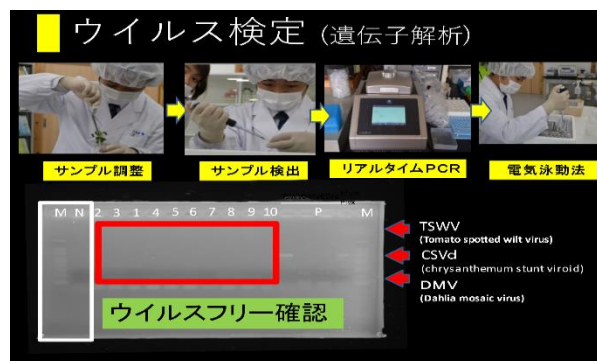 ウイルス検定 (遺伝子解析)
サンプル調整
サンプル検出
リアルタイムPCR
電気泳動法
M N 2 3 1 4 5 6 7 8 9 10 P M
TSWV
(Tomato spotted wilt virus)
CSVd
(chrysanthemum stunt viroid)
DMV
(Dahlia mosaic virus)
ウイルスフリー確認